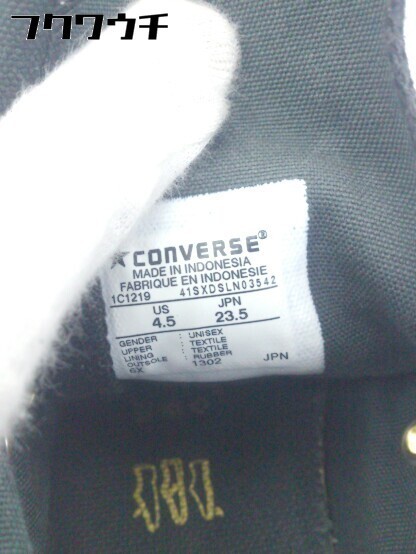 フクワウチ
★CONVERSE®
MADE IN INDONESIA
FABRIQUE EN INDONESIE
1C1219 41SXDSLN03542
US JPN
4.5 23.5
GENDER : UNISEX
UPPER : TEXTILE
LINING : TEXTILE
OUTSOLE : RUBBER
6X 1302 JPN